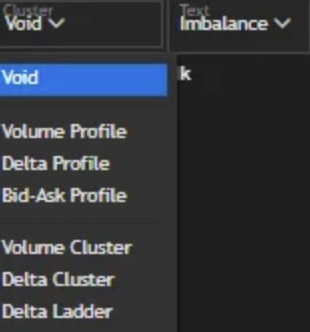 Cluster Text
Void Imbalance
Void k
Volume Profile
Delta Profile
Bid-Ask Profile
Volume Cluster
Delta Cluster
Delta Ladder